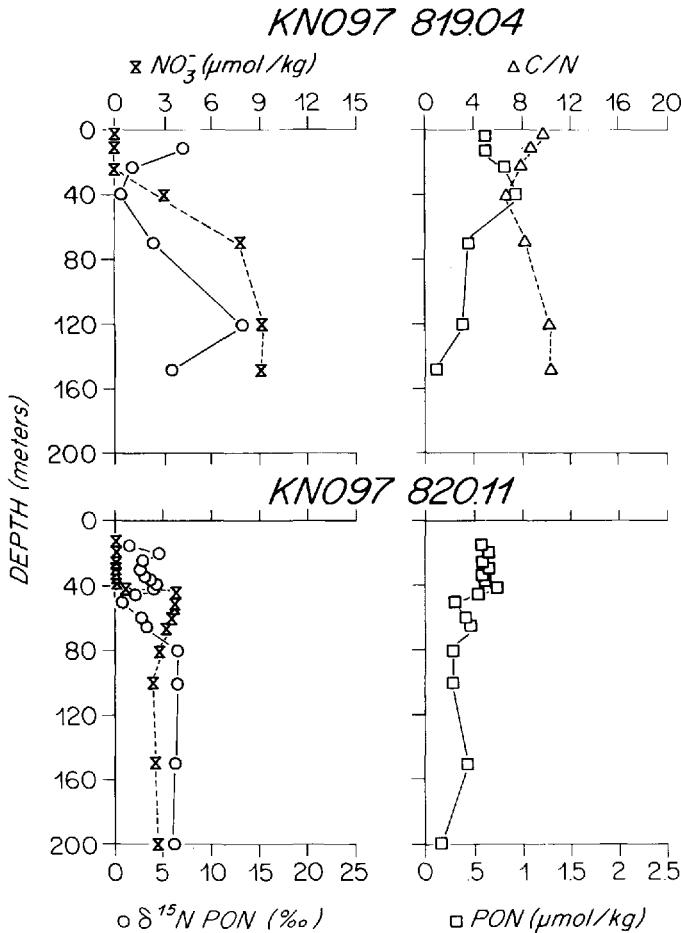 KN097 819.04
NO₃⁻ (μmol/kg)
△ C/N
0 3 6 9 12 15
0 4 8 12 16 20
0
40
80
120
160
200
DEPTH (meters)
KN097 820.11
0
40
80
120
160
200
0 5 10 15 20 25
0 .5 1 1.5 2 2.5
○ δ¹⁵N PON (‰)
□ PON (μmol/kg)